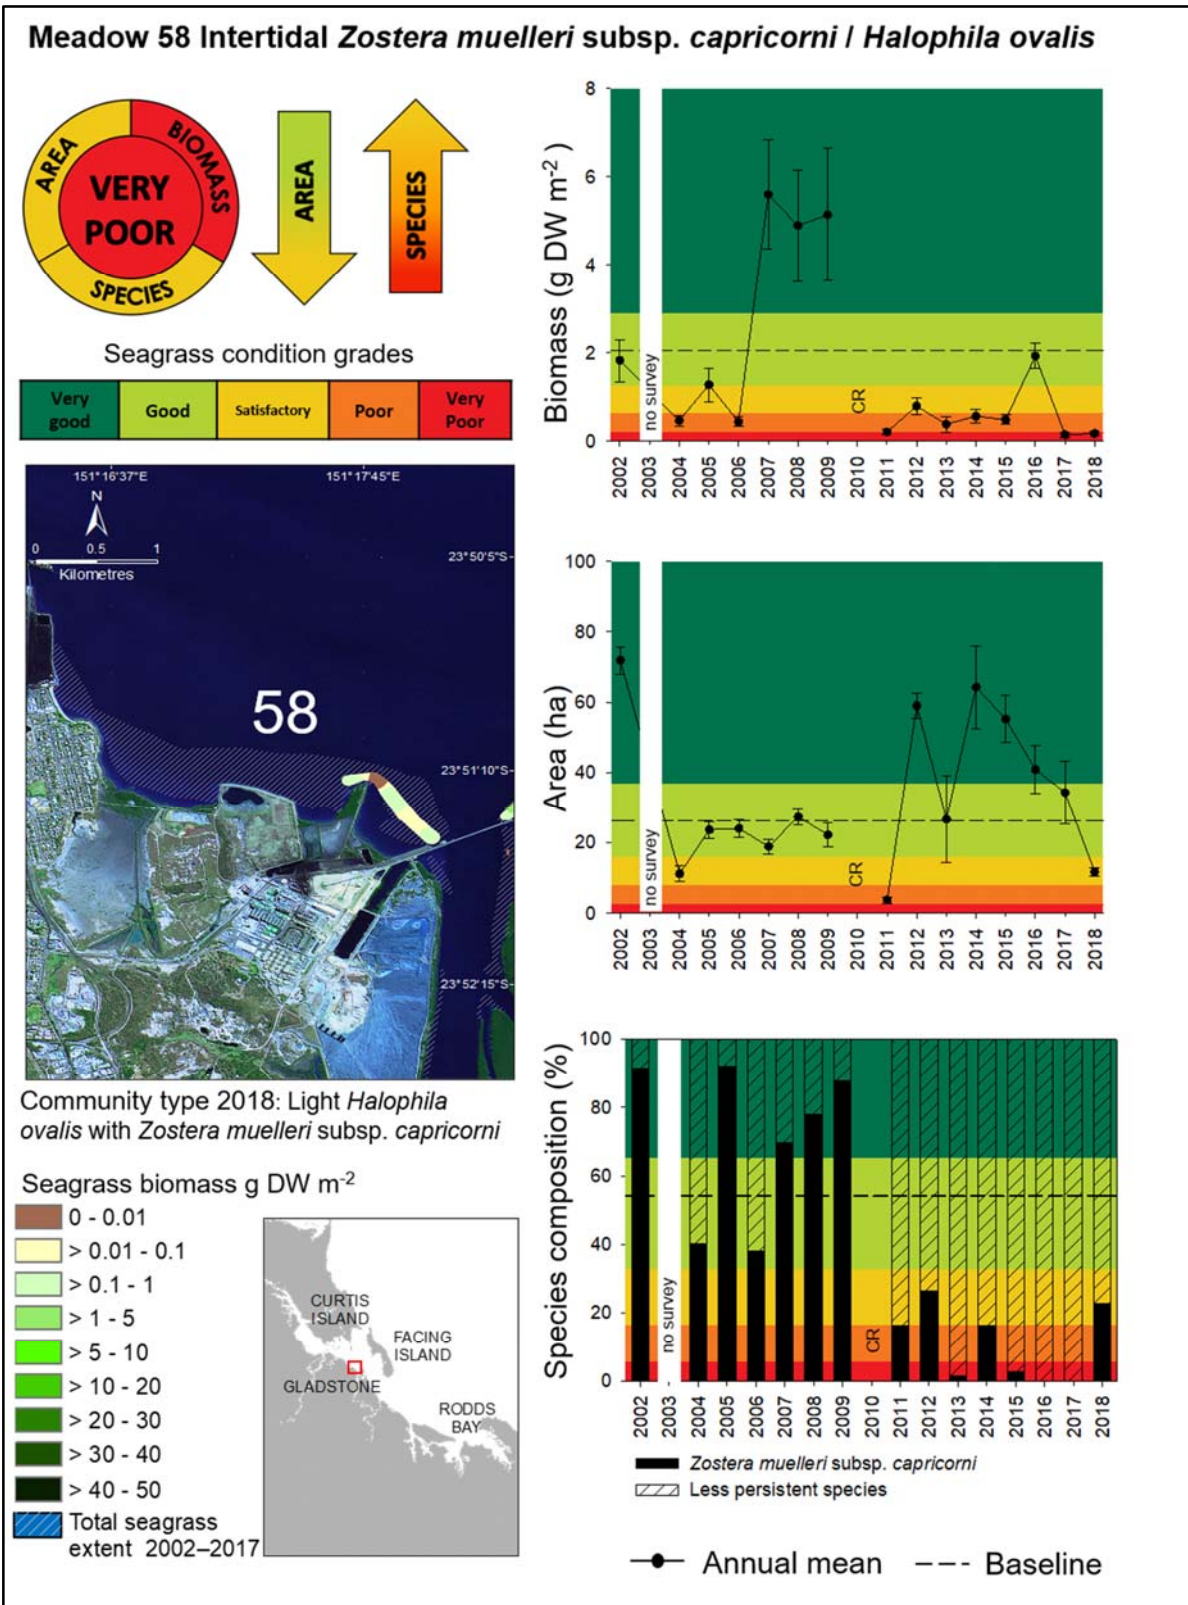 Meadow 58 Intertidal Zostera muelleri subsp. capricorni / Halophila ovalis
AREA
BIOMASS
SPECIES
VERY
POOR
AREA
SPECIES
Seagrass condition grades
Very
good
Good
Satisfactory
Poor
Very
Poor
151° 16'37"E
151° 17'45"E
N
0 0.5 1
Kilometres
23°50'5"S
58
23°51'10"S
23°52'15"S
Community type 2018: Light Halophila
ovalis with Zostera muelleri subsp. capricorni
Seagrass biomass g DW m-2
0 - 0.01
> 0.01 - 0.1
> 0.1 - 1
> 1 - 5
> 5 - 10
> 10 - 20
> 20 - 30
> 30 - 40
> 40 - 50
Total seagrass
extent 2002–2017
CURTIS
ISLAND
FACING
ISLAND
GLADSTONE
RODDS
BAY
Biomass (g DW m-2 )
8
6
4
2
0
no survey
CR
2002 2003 2004 2005 2006 2007 2008 2009 2010 2011 2012 2013 2014 2015 2016 2017 2018
Area (ha)
100
80
60
40
20
0
no survey
CR
2002 2003 2004 2005 2006 2007 2008 2009 2010 2011 2012 2013 2014 2015 2016 2017 2018
Species composition (%)
100
80
60
40
20
0
no survey
CR
2002 2003 2004 2005 2006 2007 2008 2009 2010 2011 2012 2013 2014 2015 2016 2017 2018
Zostera muelleri subsp. capricorni
Less persistent species
Annual mean
Baseline